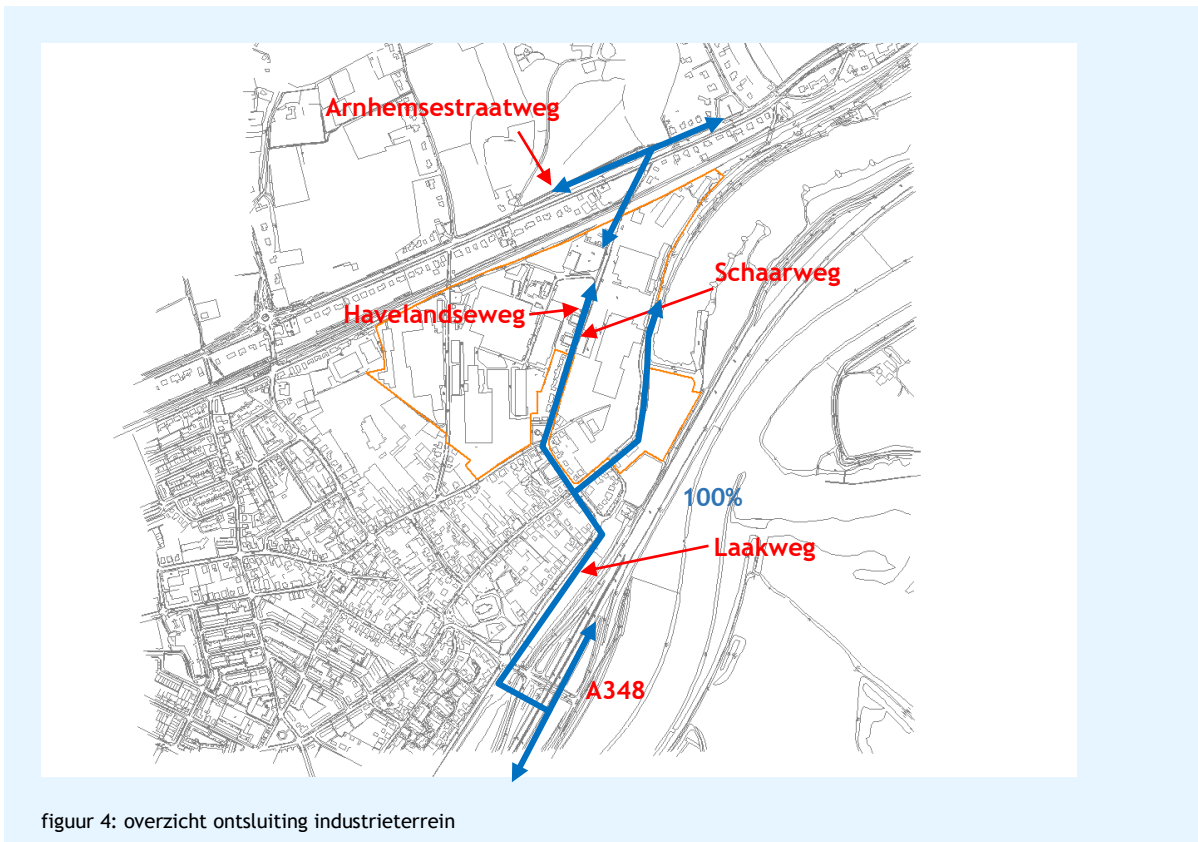 Arnhemsestraatweg
Schaarweg
Havelandseweg
100%
Laakweg
A348
figuur 4: overzicht ontsluiting industrieterrein